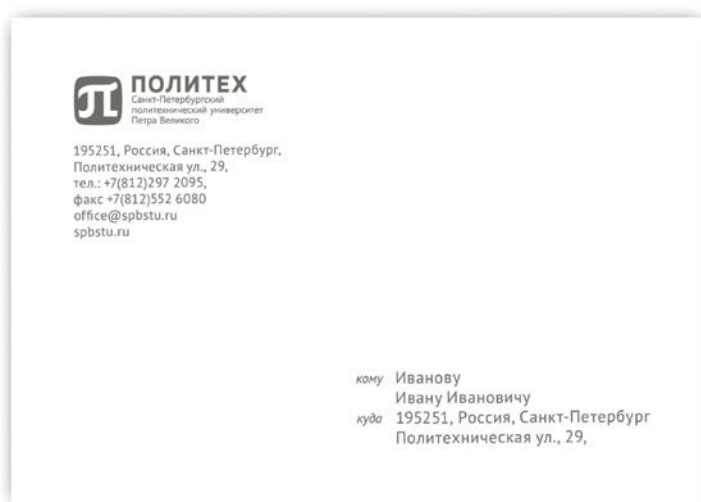 ПОЛИТЕХ
Санкт-Петербургский
политехнический университет
Петра Великого
195251, Россия, Санкт-Петербург,
Политехническая ул., 29,
тел.: +7(812)297 2095,
факс +7(812)552 6080
office@spbstu.ru
spbstu.ru
кому Иванову
Ивану Ивановичу
куда 195251, Россия, Санкт-Петербург
Политехническая ул., 29,